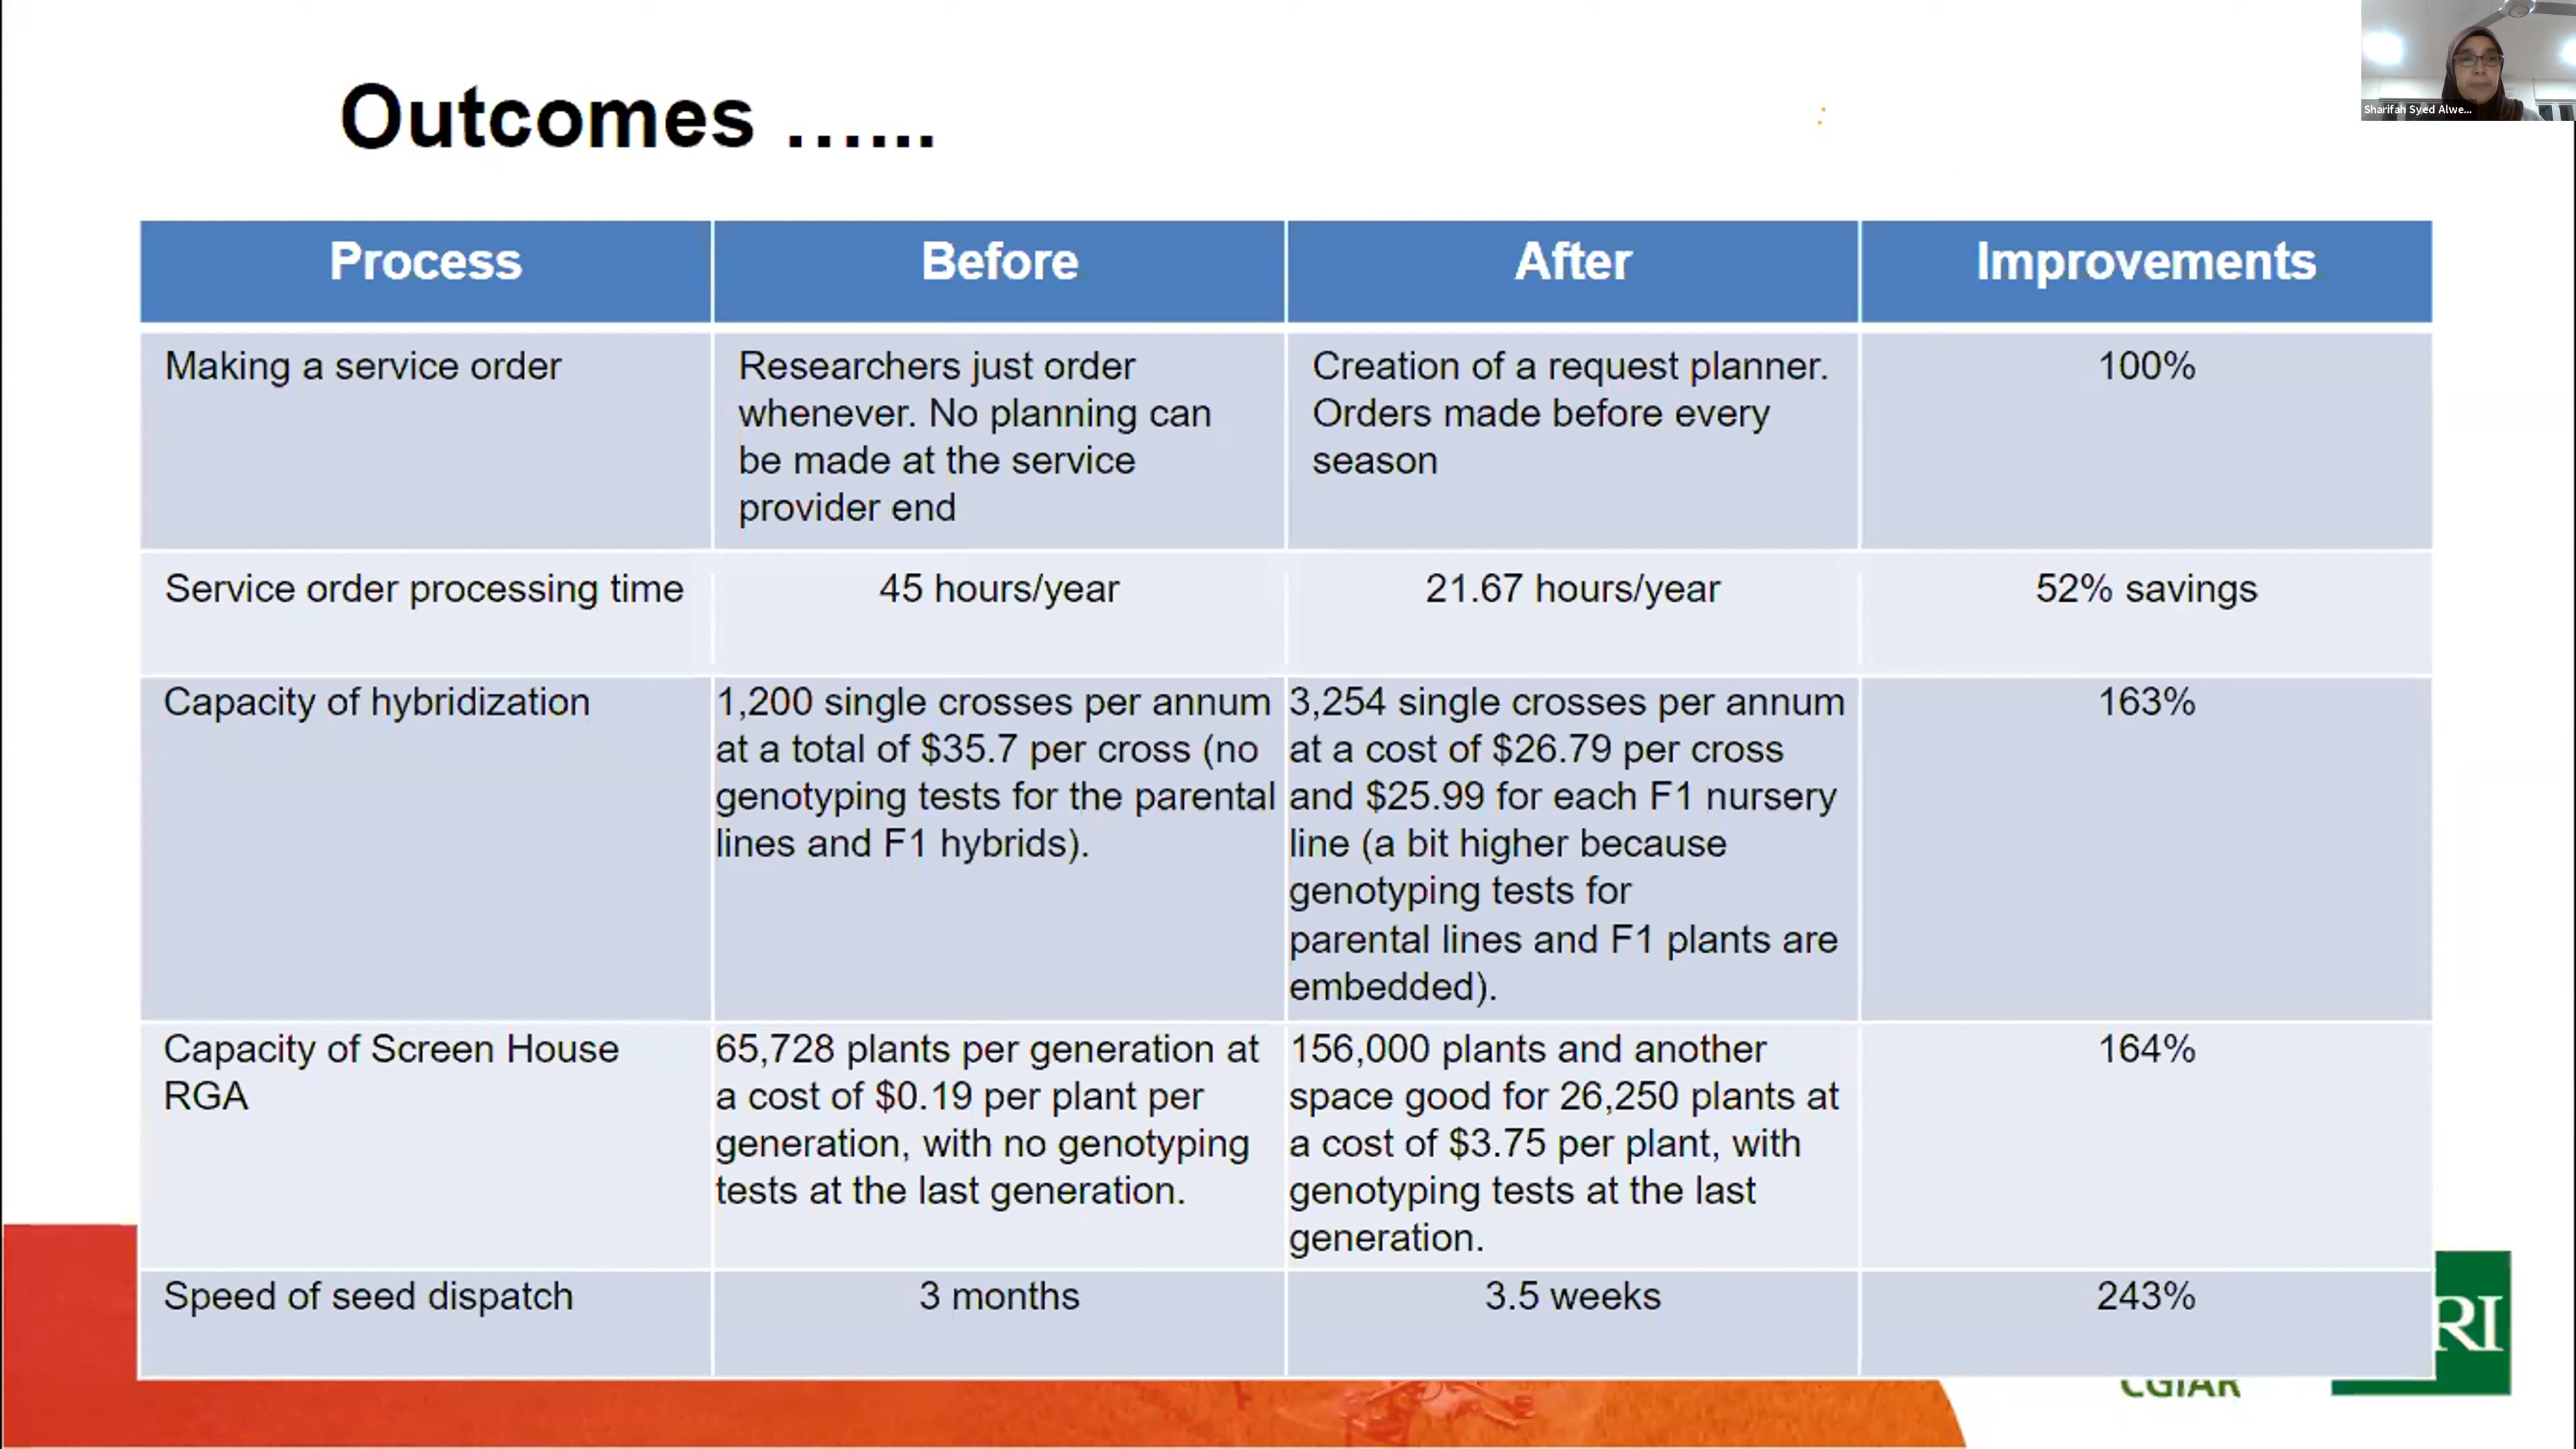 Sharifah Syed Alwe...
Outcomes ......
Process
Before
After
Improvements
Making a service order
Researchers just order
whenever. No planning can
be made at the service
provider end
Creation of a request planner.
Orders made before every
season
100%
Service order processing time
45 hours/year
21.67 hours/year
52% savings
Capacity of hybridization
1,200 single crosses per annum
at a total of $35.7 per cross (no
genotyping tests for the parental
lines and F1 hybrids).
3,254 single crosses per annum
at a cost of $26.79 per cross
and $25.99 for each F1 nursery
line (a bit higher because
genotyping tests for
parental lines and F1 plants are
embedded).
163%
Capacity of Screen House
RGA
65,728 plants per generation at
a cost of $0.19 per plant per
generation, with no genotyping
tests at the last generation.
156,000 plants and another
space good for 26,250 plants at
a cost of $3.75 per plant, with
genotyping tests at the last
generation.
164%
Speed of seed dispatch
3 months
3.5 weeks
243%
RI
CGIAR